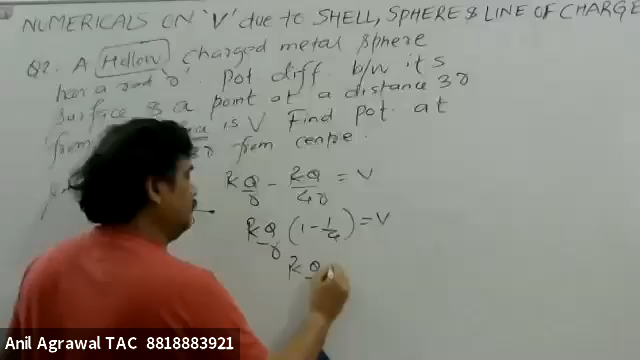 NUMERICALS ON 'V' due to SHELL, SPHERE & LINE OF CHARGE
Q2. A Hollow Charged metal sphere
has a rad 'r'. Pot diff. b/w its
surface & a point at a distance 3r
from is V Find pot. at
3r from centre.
KQ/r - KQ/4r = V
KQ/r (1 - 1/4) = V
KQ
Anil Agrawal TAC 8818883921